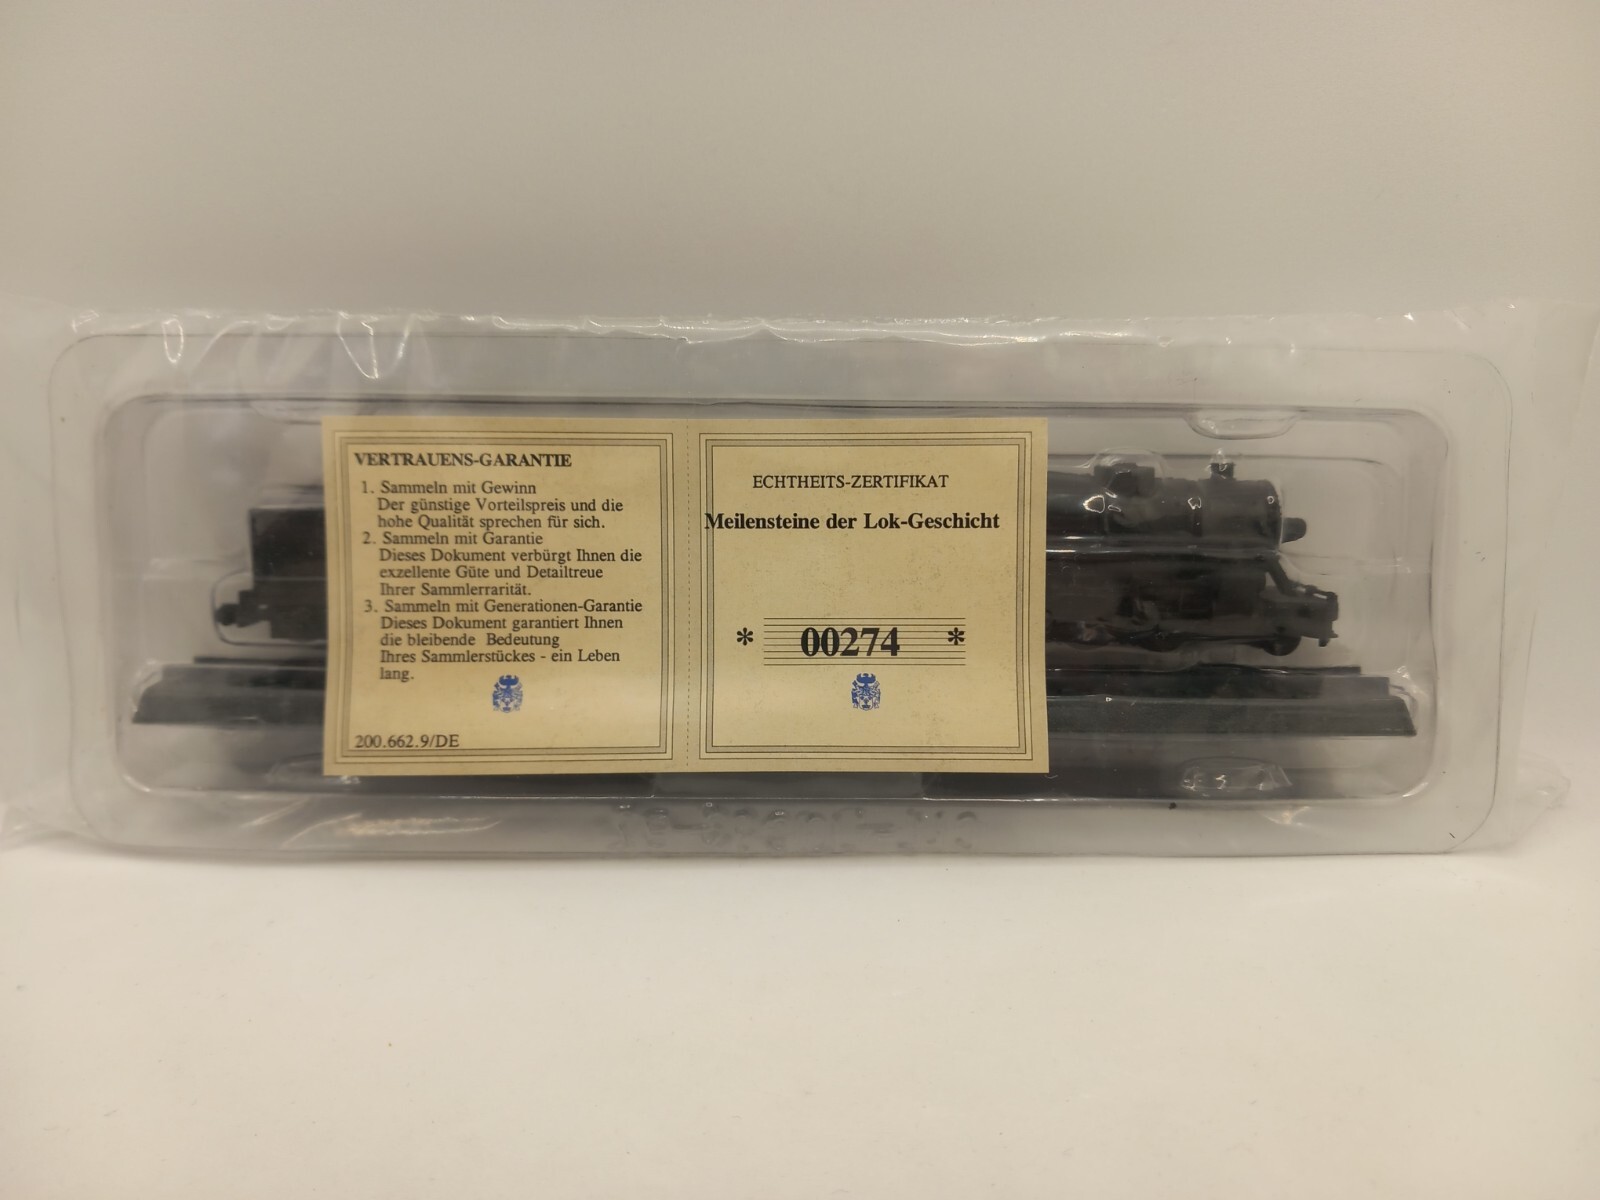 VERTRAUENS-GARANTIE
1. Sammeln mit Gewinn
Der günstige Vorteilspreis und die
hohe Qualität sprechen für sich.
2. Sammeln mit Garantie
Dieses Dokument verbürgt Ihnen die
exzellente Güte und Detailtreue
Ihrer Sammlerrarität.
3. Sammeln mit Generationen-Garantie
Dieses Dokument garantiert Ihnen
die bleibende Bedeutung
Ihres Sammlerstückes - ein Leben
lang.
200.662.9/DE
ECHTHEITS-ZERTIFIKAT
Meilensteine der Lok-Geschicht
* 00274 *